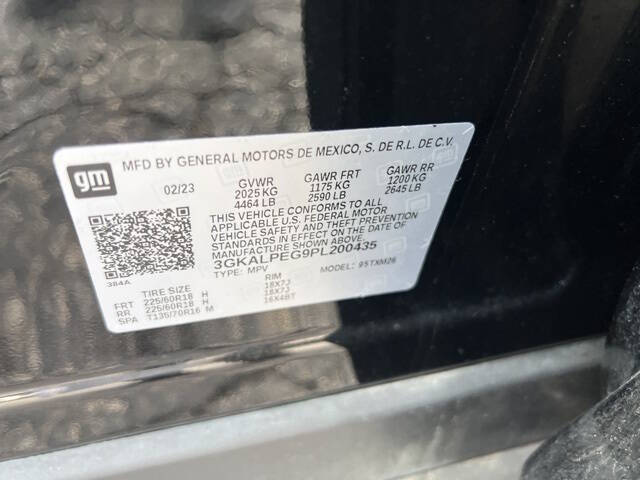 gm
MFD BY GENERAL MOTORS DE MEXICO, S. DE R.L. DE C.V.
02/23 GVWR GAWR FRT GAWR RR
2025 KG 1175 KG 1200 KG
4464 LB 2590 LB 2645 LB
THIS VEHICLE CONFORMS TO ALL
APPLICABLE U.S. FEDERAL MOTOR
VEHICLE SAFETY AND THEFT PREVENTION
STANDARDS IN EFFECT ON THE DATE OF
MANUFACTURE SHOWN ABOVE.
3GKALPEG9PL200435
384A TYPE: MPV MODEL: 95TXM26
TIRE SIZE RIM
FRT 225/60R18 H 18X7J
RR 225/60R18 H 18X7J
SPA T135/70R16 M 16X4BT